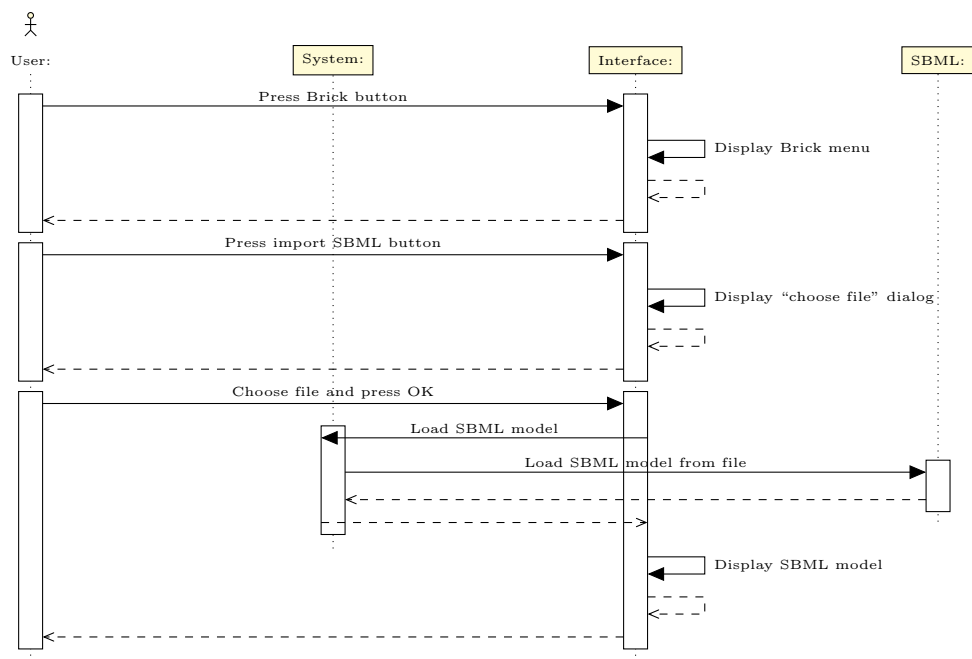 User:
System:
Interface:
SBML:
Press Brick button
Display Brick menu
Press import SBML button
Display “choose file” dialog
Choose file and press OK
Load SBML model
Load SBML model from file
Display SBML model